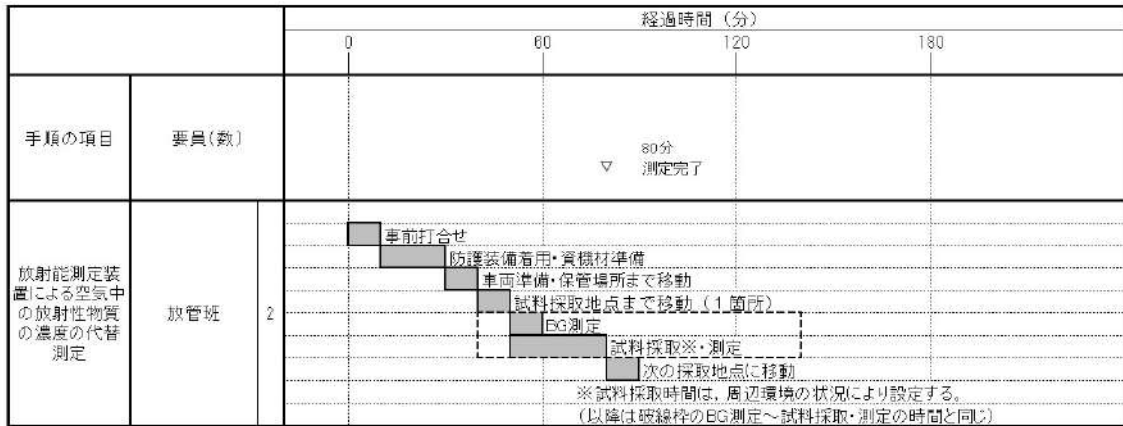 経過時間（分）
0 60 120 180
手順の項目 要員(数)
80分
▽ 測定完了
放射能測定装
置による空気中
の放射性物質
の濃度の代替
測定
放管班 2
事前打合せ
防護装備着用・資機材準備
車両準備・保管場所まで移動
試料採取地点まで移動（１箇所）
BG測定
試料採取※・測定
次の採取地点に移動
※試料採取時間は，周辺環境の状況により設定する。
（以降は破線枠のBG測定～試料採取・測定の時間と同じ）